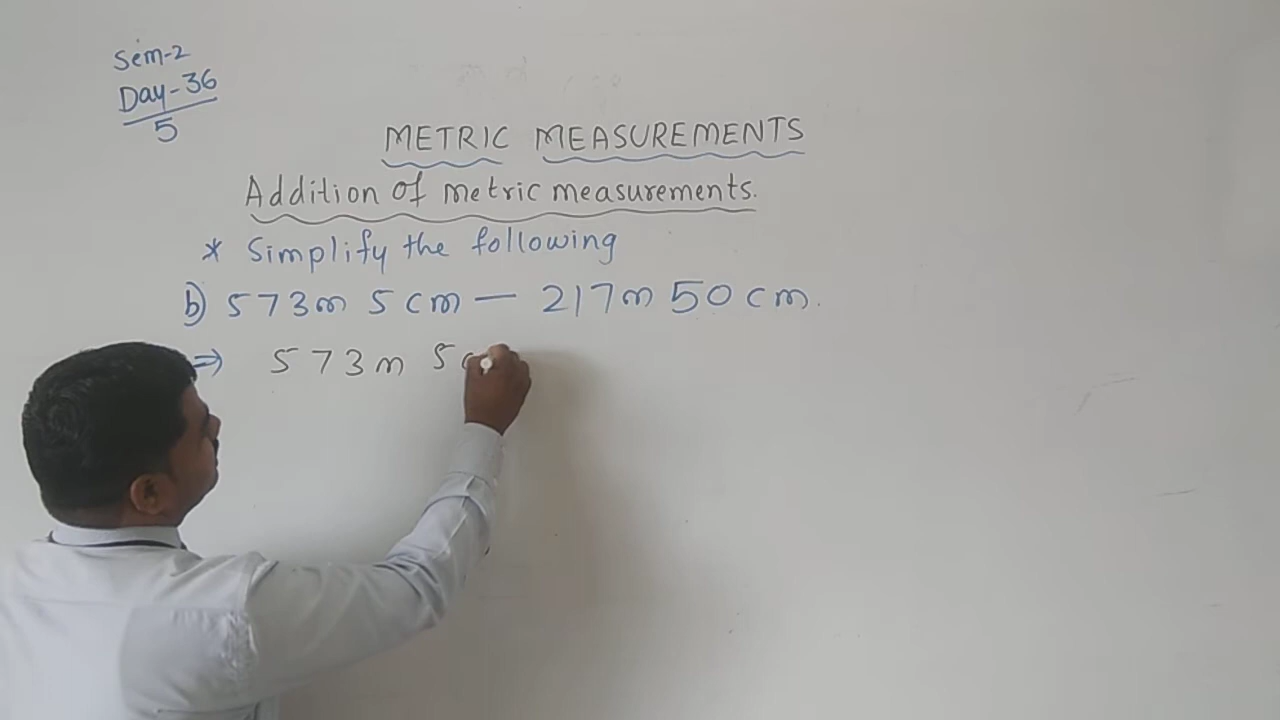 Sem-2
Day-36
5
METRIC MEASUREMENTS
Addition of metric measurements.
* Simplify the following
b) 573m 5cm — 217m 50cm.
⇒ 573m 5c